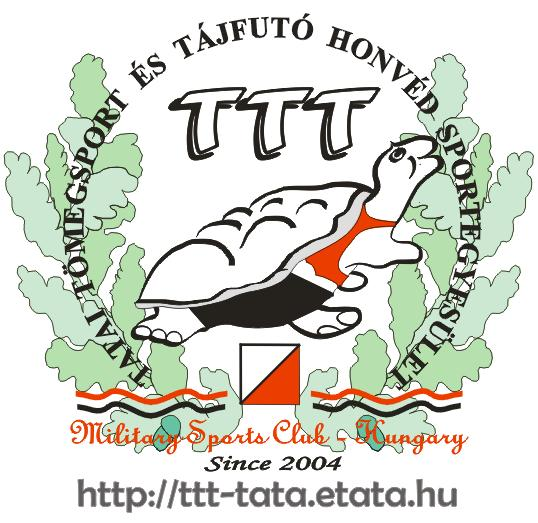 TATAI TÖMEGSPORT ÉS TÁJFUTÓ HONVÉD SPORTEGYESÜLET
TTT
Military Sports Club - Hungary
Since 2004
http://ttt-tata.etata.hu